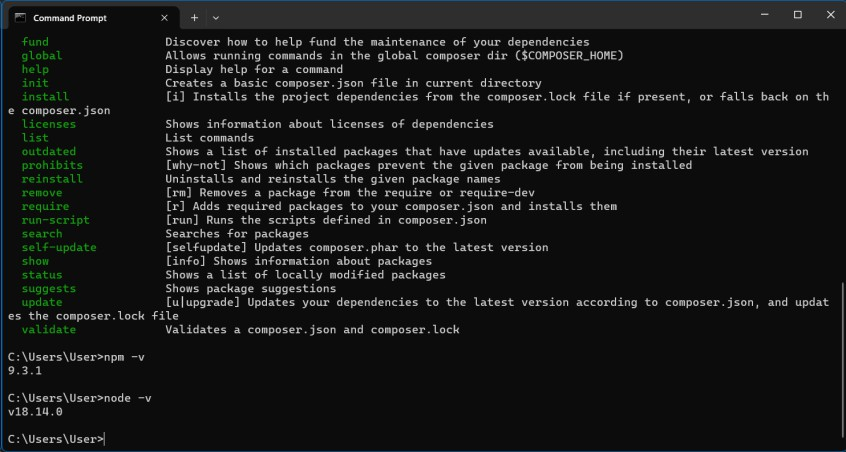 Command Prompt
fund Discover how to help fund the maintenance of your dependencies
global Allows running commands in the global composer dir ($COMPOSER_HOME)
help Display help for a command
init Creates a basic composer.json file in current directory
install [i] Installs the project dependencies from the composer.lock file if present, or falls back on th
e composer.json
licenses Shows information about licenses of dependencies
list List commands
outdated Shows a list of installed packages that have updates available, including their latest version
prohibits [why-not] Shows which packages prevent the given package from being installed
reinstall Uninstalls and reinstalls the given package names
remove [rm] Removes a package from the require or require-dev
require [r] Adds required packages to your composer.json and installs them
run-script [run] Runs the scripts defined in composer.json
search Searches for packages
self-update [selfupdate] Updates composer.phar to the latest version
show [info] Shows information about packages
status Shows a list of locally modified packages
suggests Shows package suggestions
update [u|upgrade] Updates your dependencies to the latest version according to composer.json, and updat
es the composer.lock file
validate Validates a composer.json and composer.lock
C:\Users\User>npm -v
9.3.1
C:\Users\User>node -v
v18.14.0
C:\Users\User>